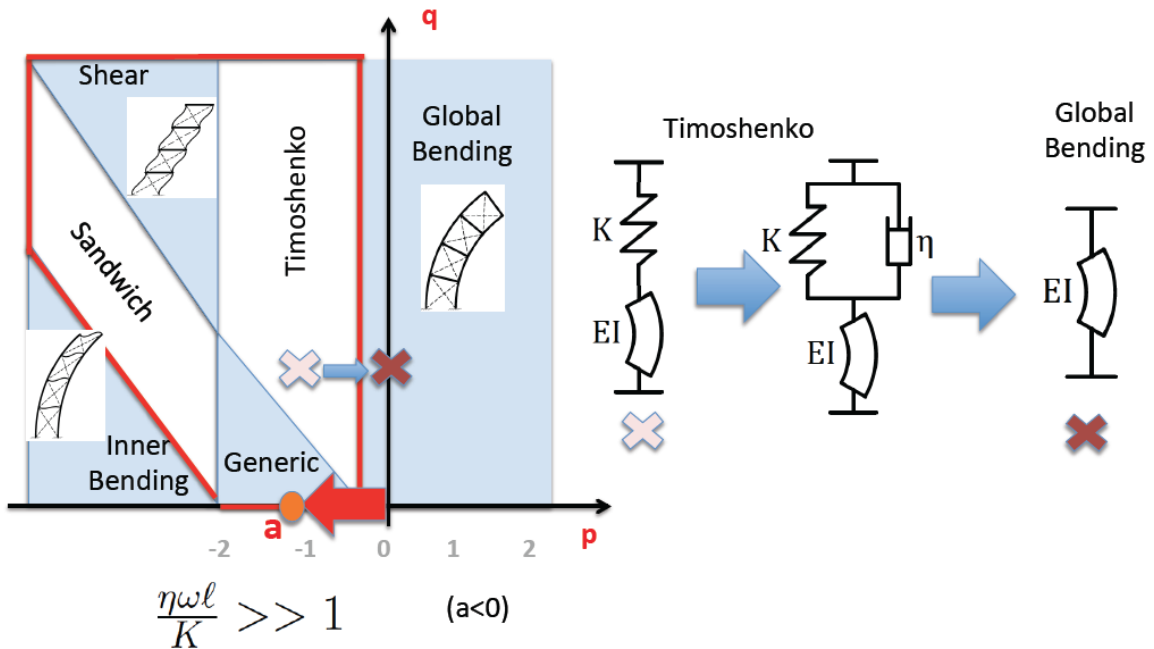 q
Shear
Global
Bending
Timoshenko
Sandwich
Inner
Bending
Generic
a
p
-2
-1
0
1
2
ηωℓ/K >> 1
(a<0)
Timoshenko
K
EI
K
η
EI
Global
Bending
EI